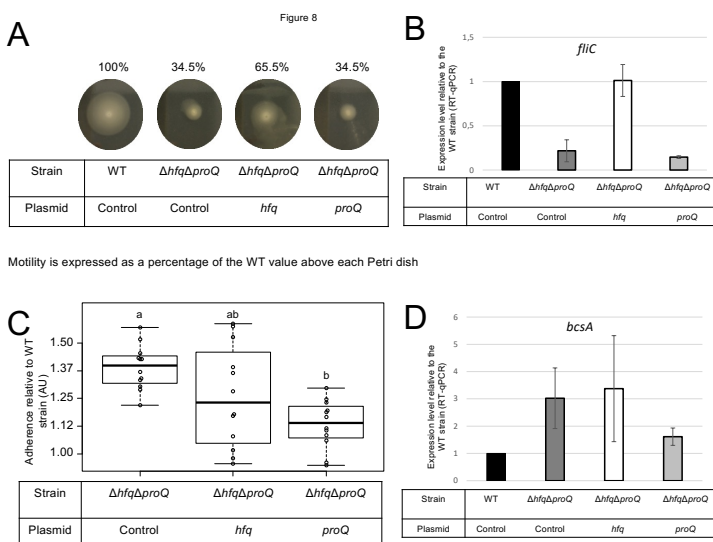 Figure 8
A
100% 34.5% 65.5% 34.5%
Strain WT ΔhfqΔproQ ΔhfqΔproQ ΔhfqΔproQ
Plasmid Control Control hfq proQ
Motility is expressed as a percentage of the WT value above each Petri dish
B
fliC
Expression level relative to the
WT strain (RT-qPCR)
1,5
1
0,5
0
Strain WT ΔhfqΔproQ ΔhfqΔproQ ΔhfqΔproQ
Plasmid Control Control hfq proQ
C
Adherence relative to WT
strain (AU)
1.50
1.37
1.25
1.12
1.00
a ab b
Strain ΔhfqΔproQ ΔhfqΔproQ ΔhfqΔproQ
Plasmid Control hfq proQ
D
bcsA
Expression level relative to the
WT strain (RT-qPCR)
6
5
4
3
2
1
0
Strain WT ΔhfqΔproQ ΔhfqΔproQ ΔhfqΔproQ
Plasmid Control Control hfq proQ